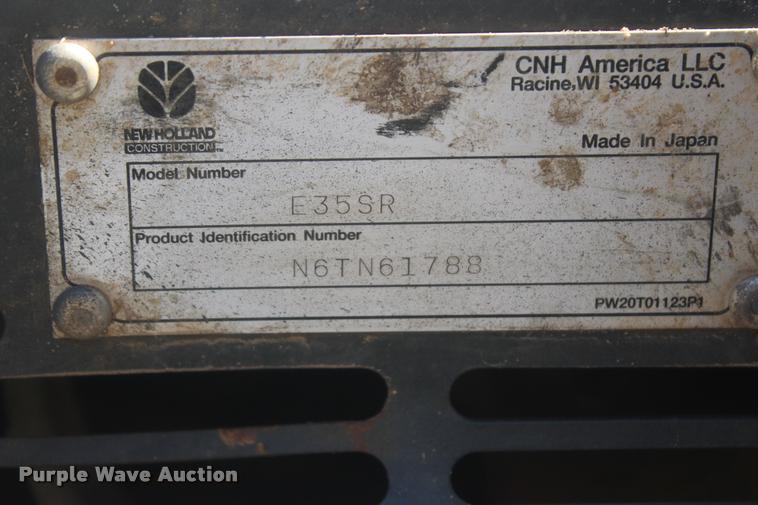 CNH America LLC
Racine,WI 53404 U.S.A.
NEW HOLLAND
CONSTRUCTION
Made In Japan
Model Number
E35SR
Product Identification Number
N6TN61788
PW20T01123P1
Purple Wave Auction